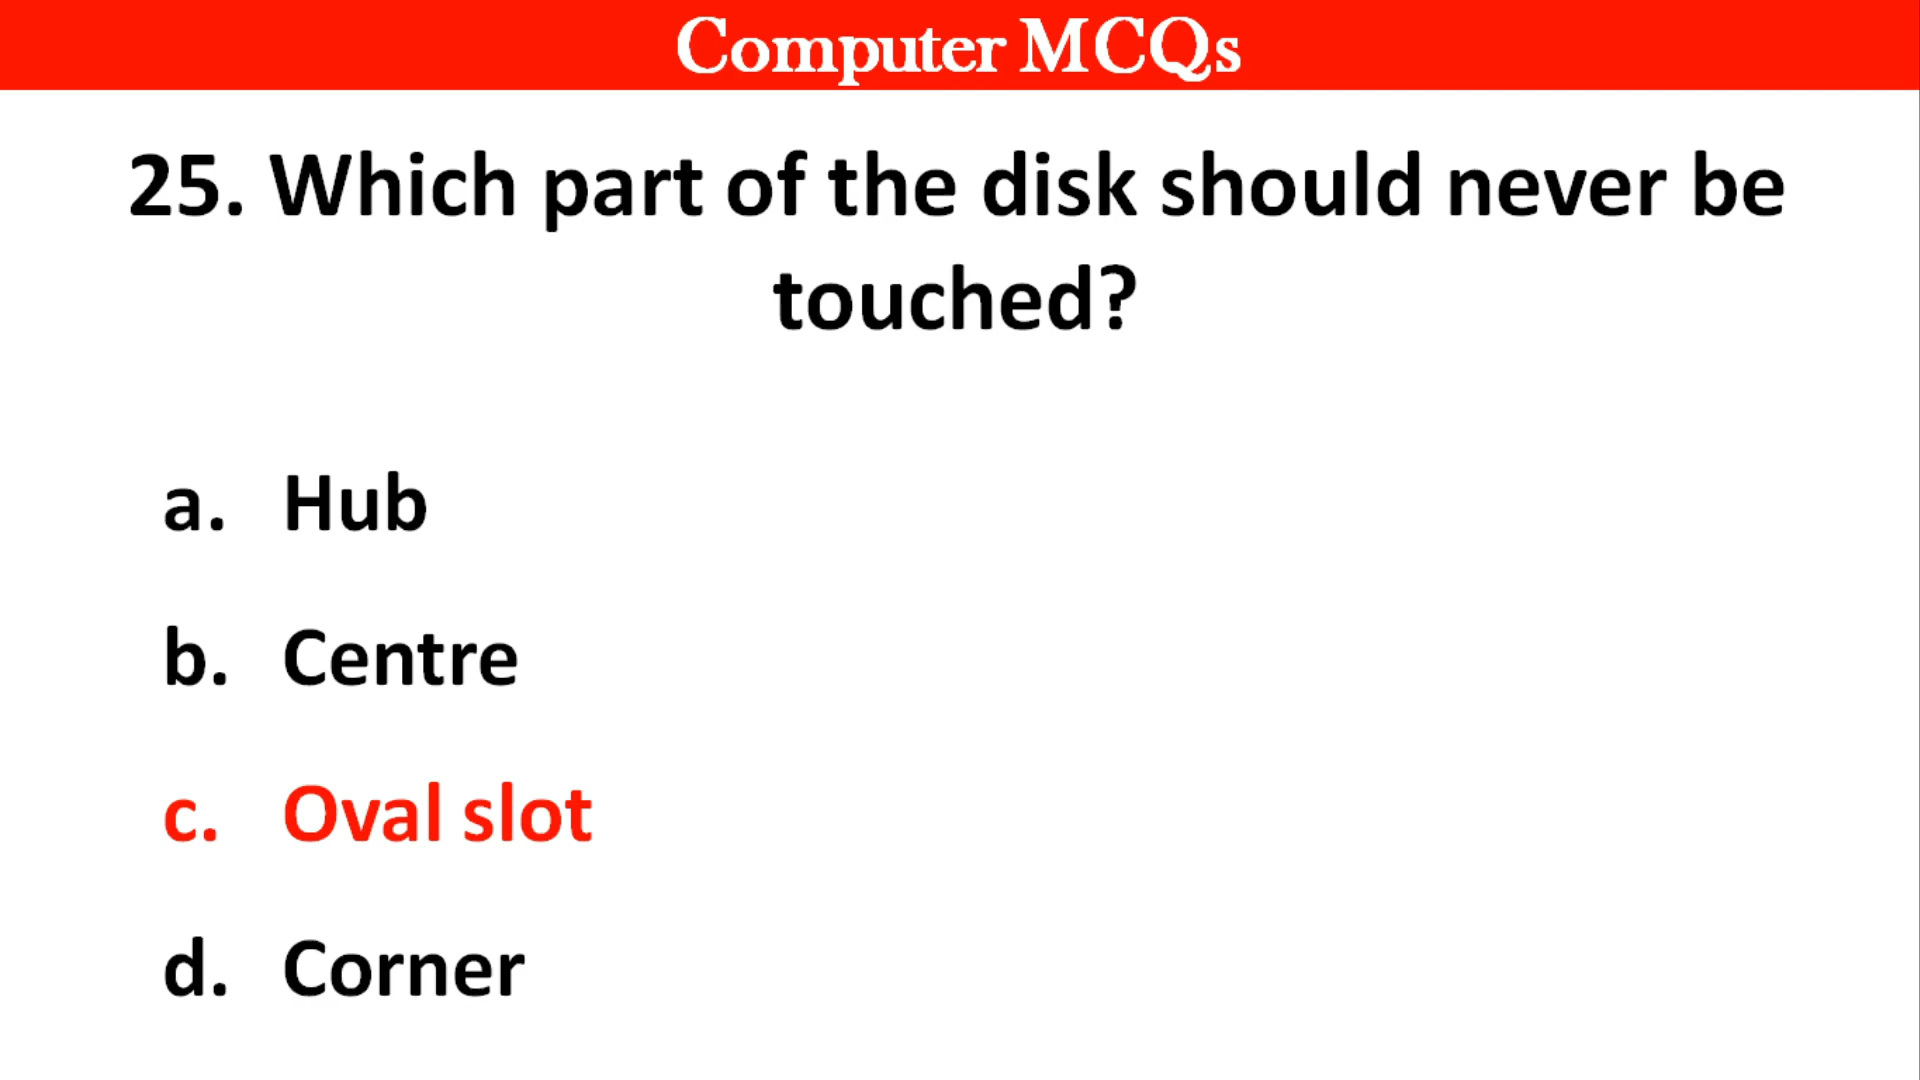 Computer MCQs
25. Which part of the disk should never be
touched?
a. Hub
b. Centre
c. Oval slot
d. Corner